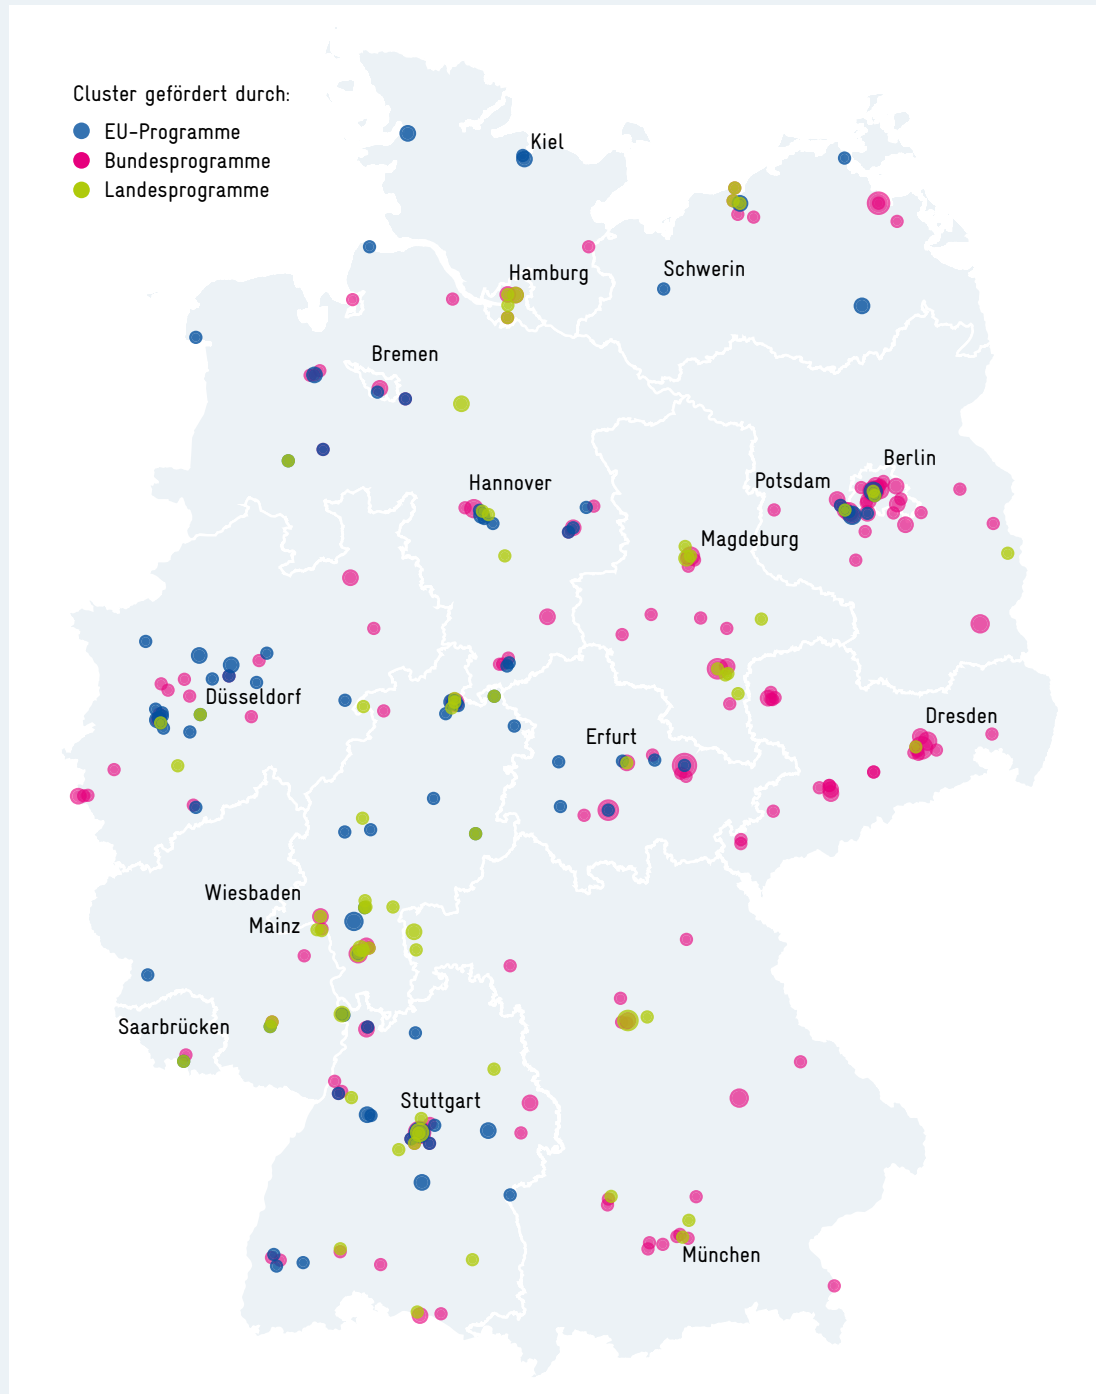 Cluster gefördert durch:
EU-Programme
Bundesprogramme
Landesprogramme
Kiel
Hamburg
Schwerin
Bremen
Berlin
Potsdam
Hannover
Magdeburg
Düsseldorf
Dresden
Erfurt
Wiesbaden
Mainz
Saarbrücken
Stuttgart
München